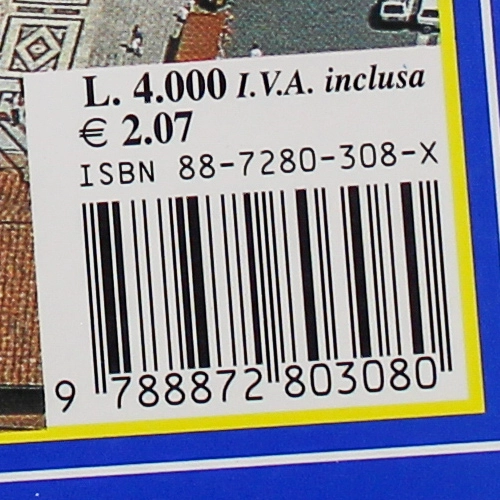 L. 4.000 I.V.A. inclusa
€ 2.07
ISBN 88-7280-308-X
9 788872 803080